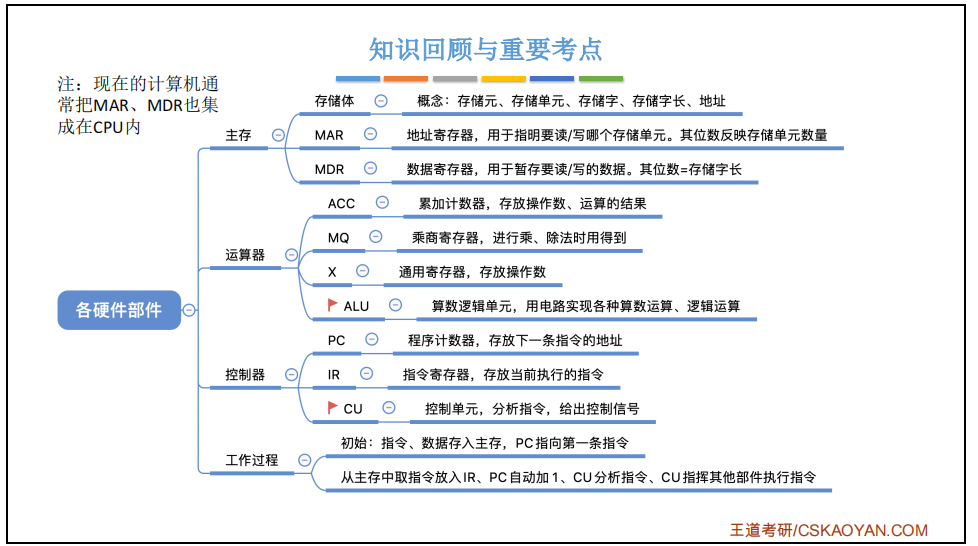 知识回顾与重要考点
注：现在的计算机通
常把MAR、MDR也集
成在CPU内
各硬件部件
主存
存储体
概念：存储元、存储单元、存储字、存储字长、地址
MAR
地址寄存器，用于指明要读/写哪个存储单元。其位数反映存储单元数量
MDR
数据寄存器，用于暂存要读/写的数据。其位数=存储字长
运算器
ACC
累加计数器，存放操作数、运算的结果
MQ
乘商寄存器，进行乘、除法时用得到
X
通用寄存器，存放操作数
ALU
算数逻辑单元，用电路实现各种算数运算、逻辑运算
控制器
PC
程序计数器，存放下一条指令的地址
IR
指令寄存器，存放当前执行的指令
CU
控制单元，分析指令，给出控制信号
工作过程
初始：指令、数据存入主存，PC指向第一条指令
从主存中取指令放入IR、PC自动加1、CU分析指令、CU指挥其他部件执行指令
王道考研/CSKAOYAN.COM